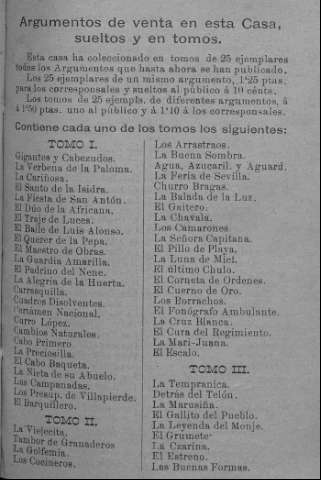 Argumentos de venta en esta Casa,
sueltos y en tomos.
Esta casa ha coleccionado en tomos de 25 ejemplares
todos los Argumentos que hasta ahora se han publicado.
Los 25 ejemplares de un mismo argumento, 1'25 ptas.
para los corresponsales y sueltos al público á 10 cénts.
Los tomos de 25 ejempls. de diferentes argumentos, á
á 1'50 ptas. uno al público y á 1'10 á los corresponsales.
Contiene cada uno de los tomos los siguientes:
TOMO I.
Gigantes y Cabezudos.
La Verbena de la Paloma.
La Cariñosa.
El Santo de la Isidra.
La Fiesta de San Antón.
El Dúo de la Africana.
El Traje de Luces.
El Baile de Luis Alonso.
El Querer de la Pepa.
El Maestro de Obras.
La Guardia Amarilla.
El Padrino del Nene.
La Alegria de la Huerta.
Carrasquilla.
Cuadros Disolventes.
Certámen Nacional.
Curro López.
Cambios Naturales.
Cabo Primero
La Preciosilla.
El Cabo Baqueta.
La Nieta de su Abuelo.
Los Campanadas.
Los Presup. de Villapierde.
El Barquillero.
TOMO II.
La Viejecita.
Tambor de Granaderos
La Golfemia.
Los Cocineros.
Los Arrastraos.
La Buena Sombra.
Agua, Azucaril. y Aguard.
La Feria de Sevilla.
Churro Bragas.
La Balada de la Luz.
El Gaitero.
La Chavala.
Los Camarones
La Señora Capitana.
El Pillo de Playa.
La Luna de Miel.
El último Chulo.
El Corneta de Ordenes.
El Cuerno de Oro.
Los Borrachos.
El Fonógrafo Ambulante.
La Cruz Blanca.
El Cura del Regimiento.
La Mari-Juana.
El Escalo.
TOMO III.
La Tempranica.
Detrás del Telón.
La Marusiña.
El Gallito del Pueblo.
La Leyenda del Monje.
El Grumete
La Czarina.
El Estreno.
Las Buenas Formas.